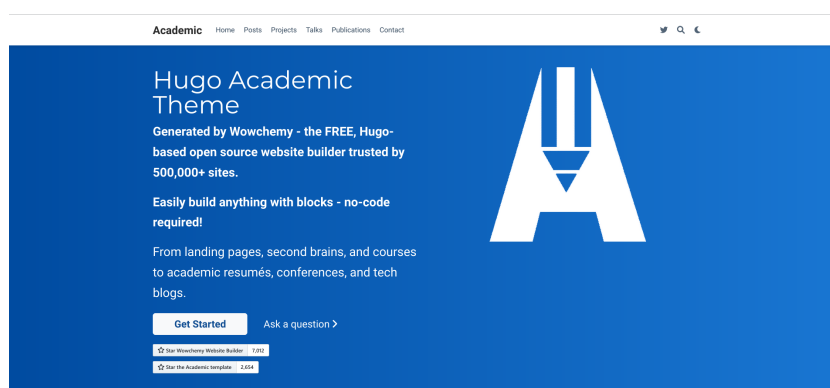 Academic Home Posts Projects Talks Publications Contact
Hugo Academic
Theme
Generated by Wowchemy - the FREE, Hugo-
based open source website builder trusted by
500,000+ sites.
Easily build anything with blocks - no-code
required!
From landing pages, second brains, and courses
to academic resumés, conferences, and tech
blogs.
Get Started Ask a question
Star Wowchemy Website Builder 7,012
Star the Academic template 2,654